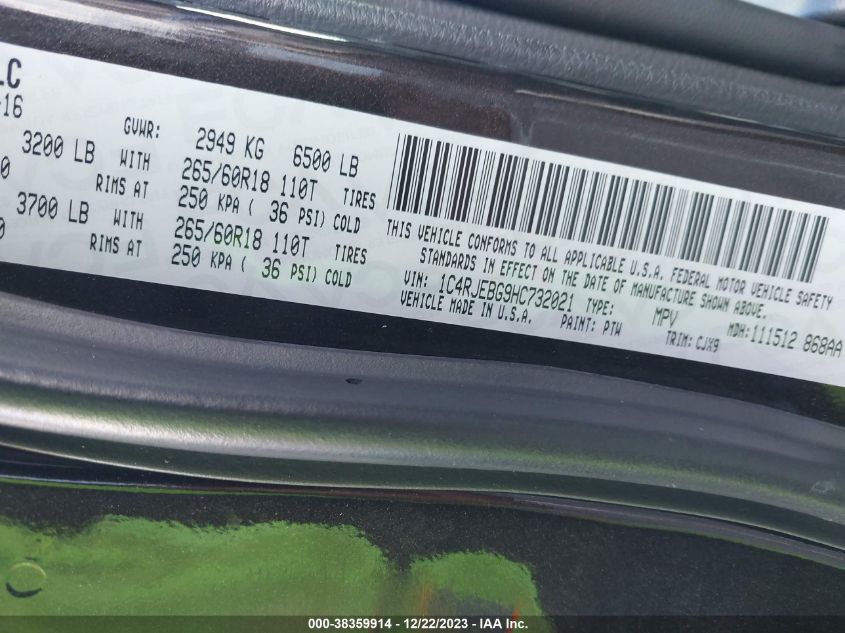 LC
-16
GVWR: 2949 KG 6500 LB
3200 LB WITH 265/60R18 110T TIRES
RIMS AT 250 KPA ( 36 PSI) COLD
3700 LB WITH 265/60R18 110T TIRES
RIMS AT 250 KPA ( 36 PSI) COLD
THIS VEHICLE CONFORMS TO ALL APPLICABLE U.S.A. FEDERAL MOTOR VEHICLE SAFETY
STANDARDS IN EFFECT ON THE DATE OF MANUFACTURE SHOWN ABOVE.
VIN: 1C4RJEBG9HC732021 TYPE: MPV MDH:111512 868AA
VEHICLE MADE IN U.S.A. PAINT: PTW TRIM: CJX9
000-38359914 - 12/22/2023 - IAA Inc.